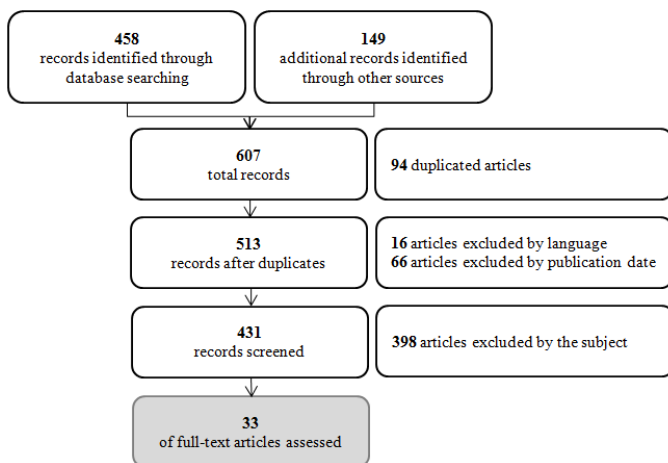 458
records identified through
database searching
149
additional records identified
through other sources
607
total records
94 duplicated articles
513
records after duplicates
16 articles excluded by language
66 articles excluded by publication date
431
records screened
398 articles excluded by the subject
33
of full-text articles assessed